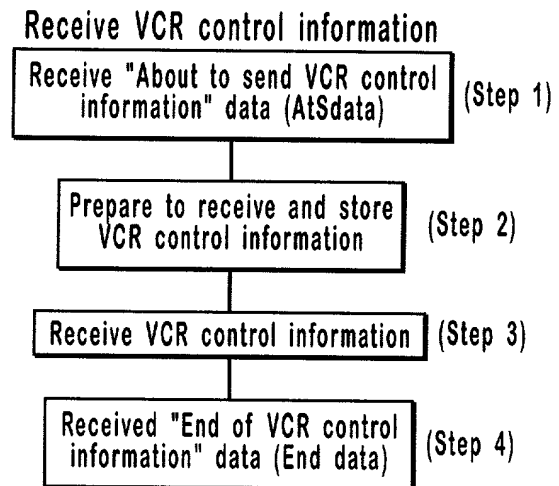 Receive VCR control information
Receive "About to send VCR control
information" data (AtSdata)
(Step 1)
Prepare to receive and store
VCR control information
(Step 2)
Receive VCR control information
(Step 3)
Received "End of VCR control
information" data (End data)
(Step 4)